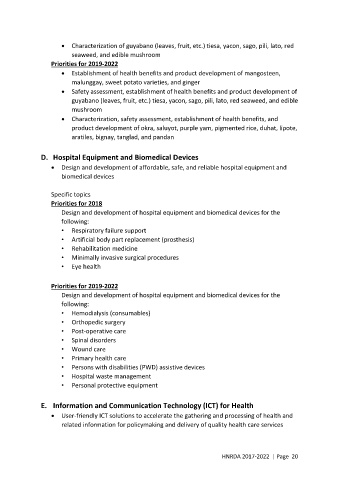 • Characterization of guyabano (leaves, fruit, etc.) tiesa, yacon, sago, pili, lato, red
seaweed, and edible mushroom
Priorities for 2019-2022
• Establishment of health benefits and product development of mangosteen,
malunggay, sweet potato varieties, and ginger
• Safety assessment, establishment of health benefits and product development of
guyabano (leaves, fruit, etc.) tiesa, yacon, sago, pili, lato, red seaweed, and edible
mushroom
• Characterization, safety assessment, establishment of health benefits, and
product development of okra, saluyot, purple yam, pigmented rice, duhat, lipote,
aratiles, bignay, tanglad, and pandan
D. Hospital Equipment and Biomedical Devices
• Design and development of affordable, safe, and reliable hospital equipment and
biomedical devices
Specific topics
Priorities for 2018
Design and development of hospital equipment and biomedical devices for the
following:
• Respiratory failure support
• Artificial body part replacement (prosthesis)
• Rehabilitation medicine
• Minimally invasive surgical procedures
• Eye health
Priorities for 2019-2022
Design and development of hospital equipment and biomedical devices for the
following:
• Hemodialysis (consumables)
• Orthopedic surgery
• Post-operative care
• Spinal disorders
• Wound care
• Primary health care
• Persons with disabilities (PWD) assistive devices
• Hospital waste management
• Personal protective equipment
E. Information and Communication Technology (ICT) for Health
• User-friendly ICT solutions to accelerate the gathering and processing of health and
related information for policymaking and delivery of quality health care services
HNRDA 2017-2022 | Page 20